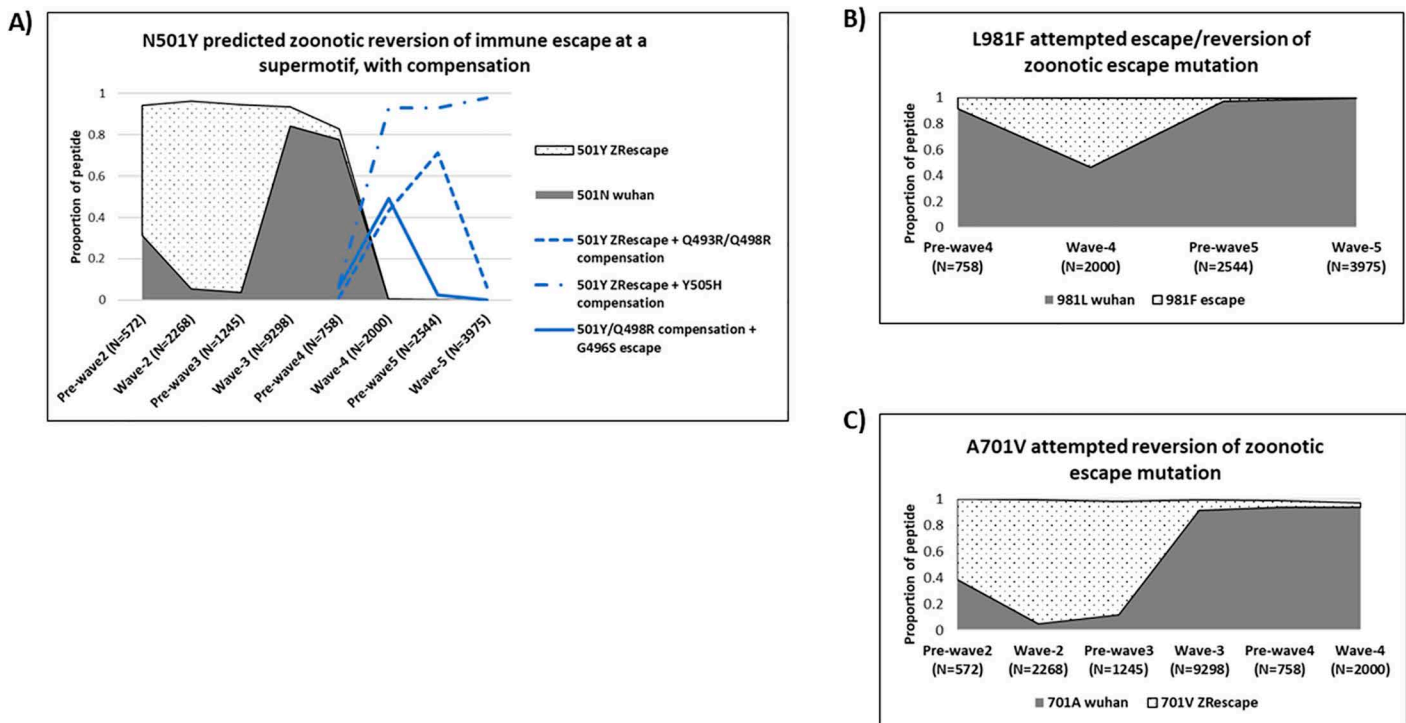 A)
N501Y predicted zoonotic reversion of immune escape at a
supermotif, with compensation
Proportion of peptide
1
0.8
0.6
0.4
0.2
0
Pre-wave2 (N=572)
Wave-2 (N=2268)
Pre-wave3 (N=1245)
Wave-3 (N=9298)
Pre-wave4 (N=758)
Wave-4 (N=2000)
Pre-wave5 (N=2544)
Wave-5 (N=3975)
501Y ZRescape
501N wuhan
501Y ZRescape + Q493R/Q498R
compensation
501Y ZRescape + Y505H
compensation
501Y/Q498R compensation +
G496S escape
B)
L981F attempted escape/reversion of
zoonotic escape mutation
Proportion of peptide
1
0.8
0.6
0.4
0.2
0
Pre-wave4 Wave-4 Pre-wave5 Wave-5
(N=758) (N=2000) (N=2544) (N=3975)
981L wuhan 981F escape
C)
A701V attempted reversion of zoonotic
escape mutation
Proportion of peptide
1
0.8
0.6
0.4
0.2
0
Pre-wave2 Wave-2 Pre-wave3 Wave-3 Pre-wave4 Wave-4
(N=572) (N=2268) (N=1245) (N=9298) (N=758) (N=2000)
701A wuhan 701V ZRescape